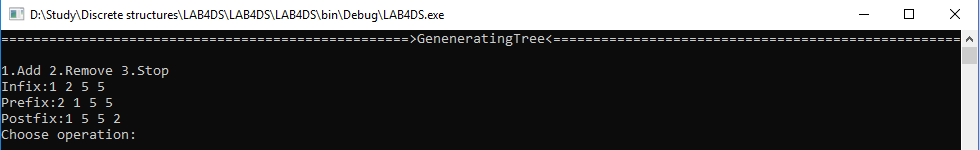 D:\Study\Discrete structures\LAB4DS\LAB4DS\LAB4DS\bin\Debug\LAB4DS.exe
===================================================>GeneneratingTree<===================================================
1.Add 2.Remove 3.Stop
Infix:1 2 5 5
Prefix:2 1 5 5
Postfix:1 5 5 2
Choose operation: